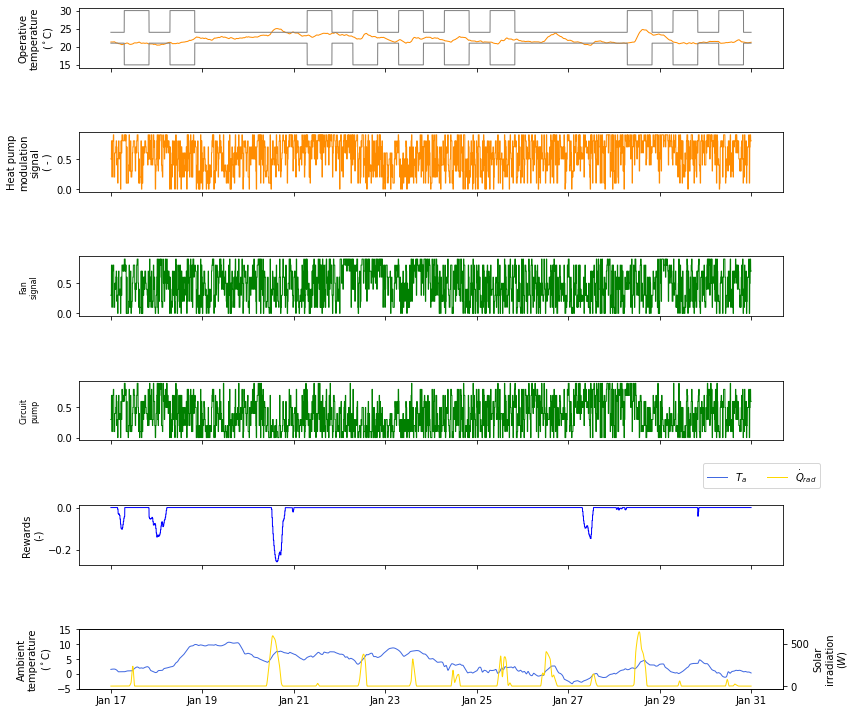 Operative
temperature
(°C)
30
25
20
15
Heat pump
modulation
signal
( - )
0.5
0.0
Fan
signal
0.5
0.0
Circuit
pump
0.5
0.0
T_a
Q̇_rad
Rewards
(-)
0.0
−0.2
Ambient
temperature
(°C)
15
10
5
0
−5
500
0
Solar
irradiation
(W)
Jan 17 Jan 19 Jan 21 Jan 23 Jan 25 Jan 27 Jan 29 Jan 31